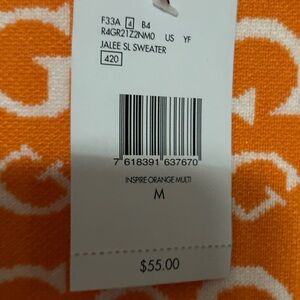 F33A 4 B4
R4GR21Z2NM0 US YF
JALEE SL SWEATER
420
7 618391 637670
INSPIRE ORANGE MULTI
M
$55.00